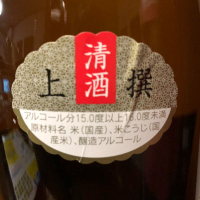 清酒
上撰
アルコール分15.0度以上16.0度未満
原材料名 米(国産)、米こうじ(国
産米)、醸造アルコール